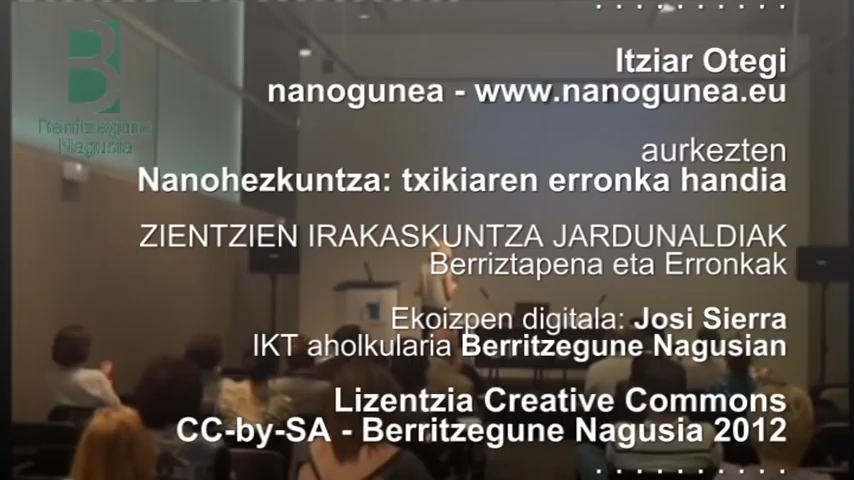 Itziar Otegi
nanogunea - www.nanogunea.eu
aurkezten
Nanohezkuntza: txikiaren erronka handia
ZIENTZIEN IRAKASKUNTZA JARDUNALDIAK
Berriztapena eta Erronkak
Ekoizpen digitala: Josi Sierra
IKT aholkularia Berritzegune Nagusian
Lizentzia Creative Commons
CC-by-SA - Berritzegune Nagusia 2012
B
Berritzegune
Nagusia